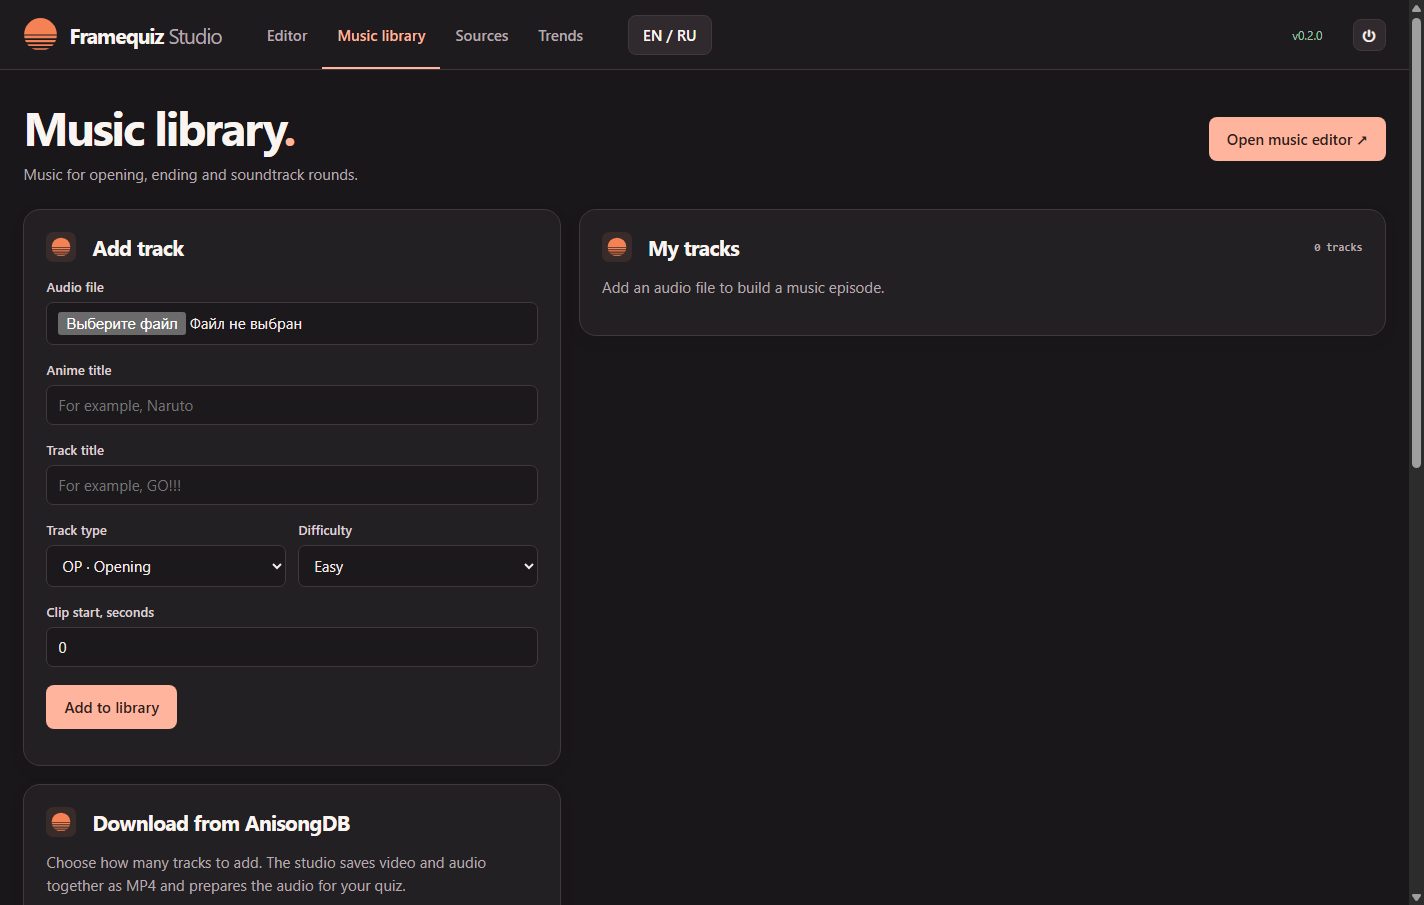 Framequiz Studio Editor Music library Sources Trends EN / RU v0.2.0
Music library.
Open music editor ↗
Music for opening, ending and soundtrack rounds.
Add track
Audio file
Выберите файл Файл не выбран
Anime title
For example, Naruto
Track title
For example, GO!!!
Track type Difficulty
OP · Opening Easy
Clip start, seconds
0
Add to library
My tracks 0 tracks
Add an audio file to build a music episode.
Download from AnisongDB
Choose how many tracks to add. The studio saves video and audio
together as MP4 and prepares the audio for your quiz.